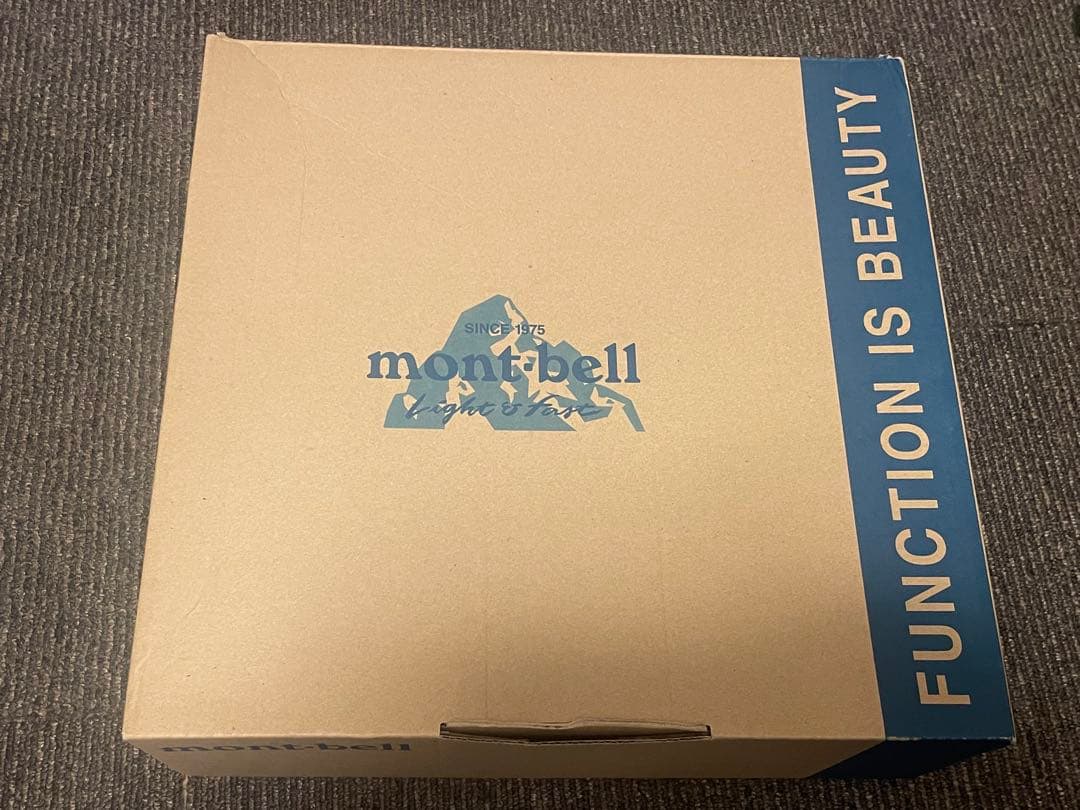 SINCE 1975
mont-bell
Light & Fast
FUNCTION IS BEAUTY
mont-bell